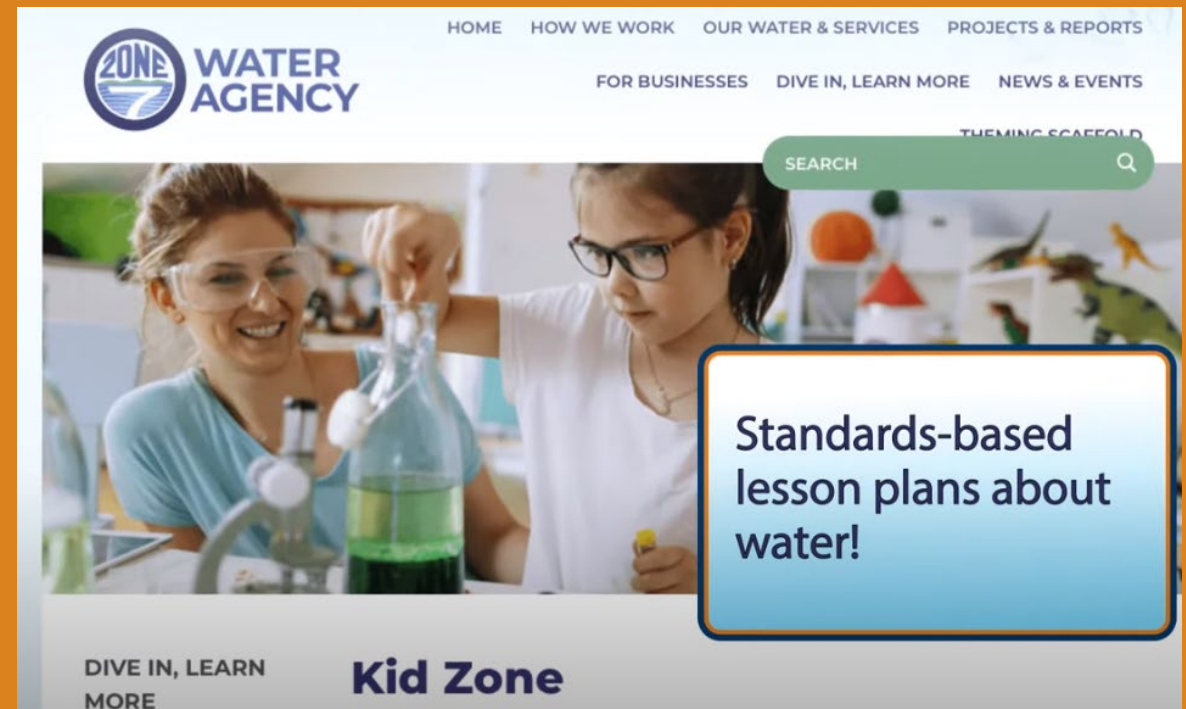 ZONE 7
WATER
AGENCY
HOME HOW WE WORK OUR WATER & SERVICES PROJECTS & REPORTS
FOR BUSINESSES DIVE IN, LEARN MORE NEWS & EVENTS
THEMING SCAFFOLD
SEARCH
Standards-based
lesson plans about
water!
DIVE IN, LEARN
MORE
Kid Zone